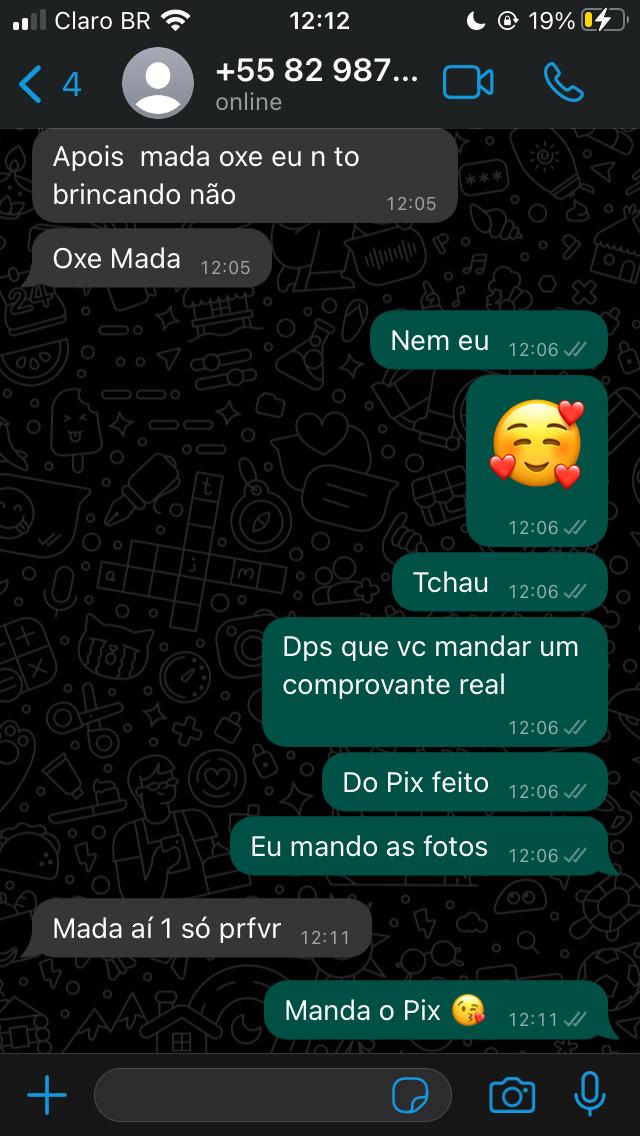 Claro BR 12:12 19%
4 +55 82 987...
online
Apois mada oxe eu n to
brincando não 12:05
Oxe Mada 12:05
Nem eu 12:06
12:06
Tchau 12:06
Dps que vc mandar um
comprovante real
12:06
Do Pix feito 12:06
Eu mando as fotos 12:06
Mada aí 1 só prfvr 12:11
Manda o Pix 😘 12:11